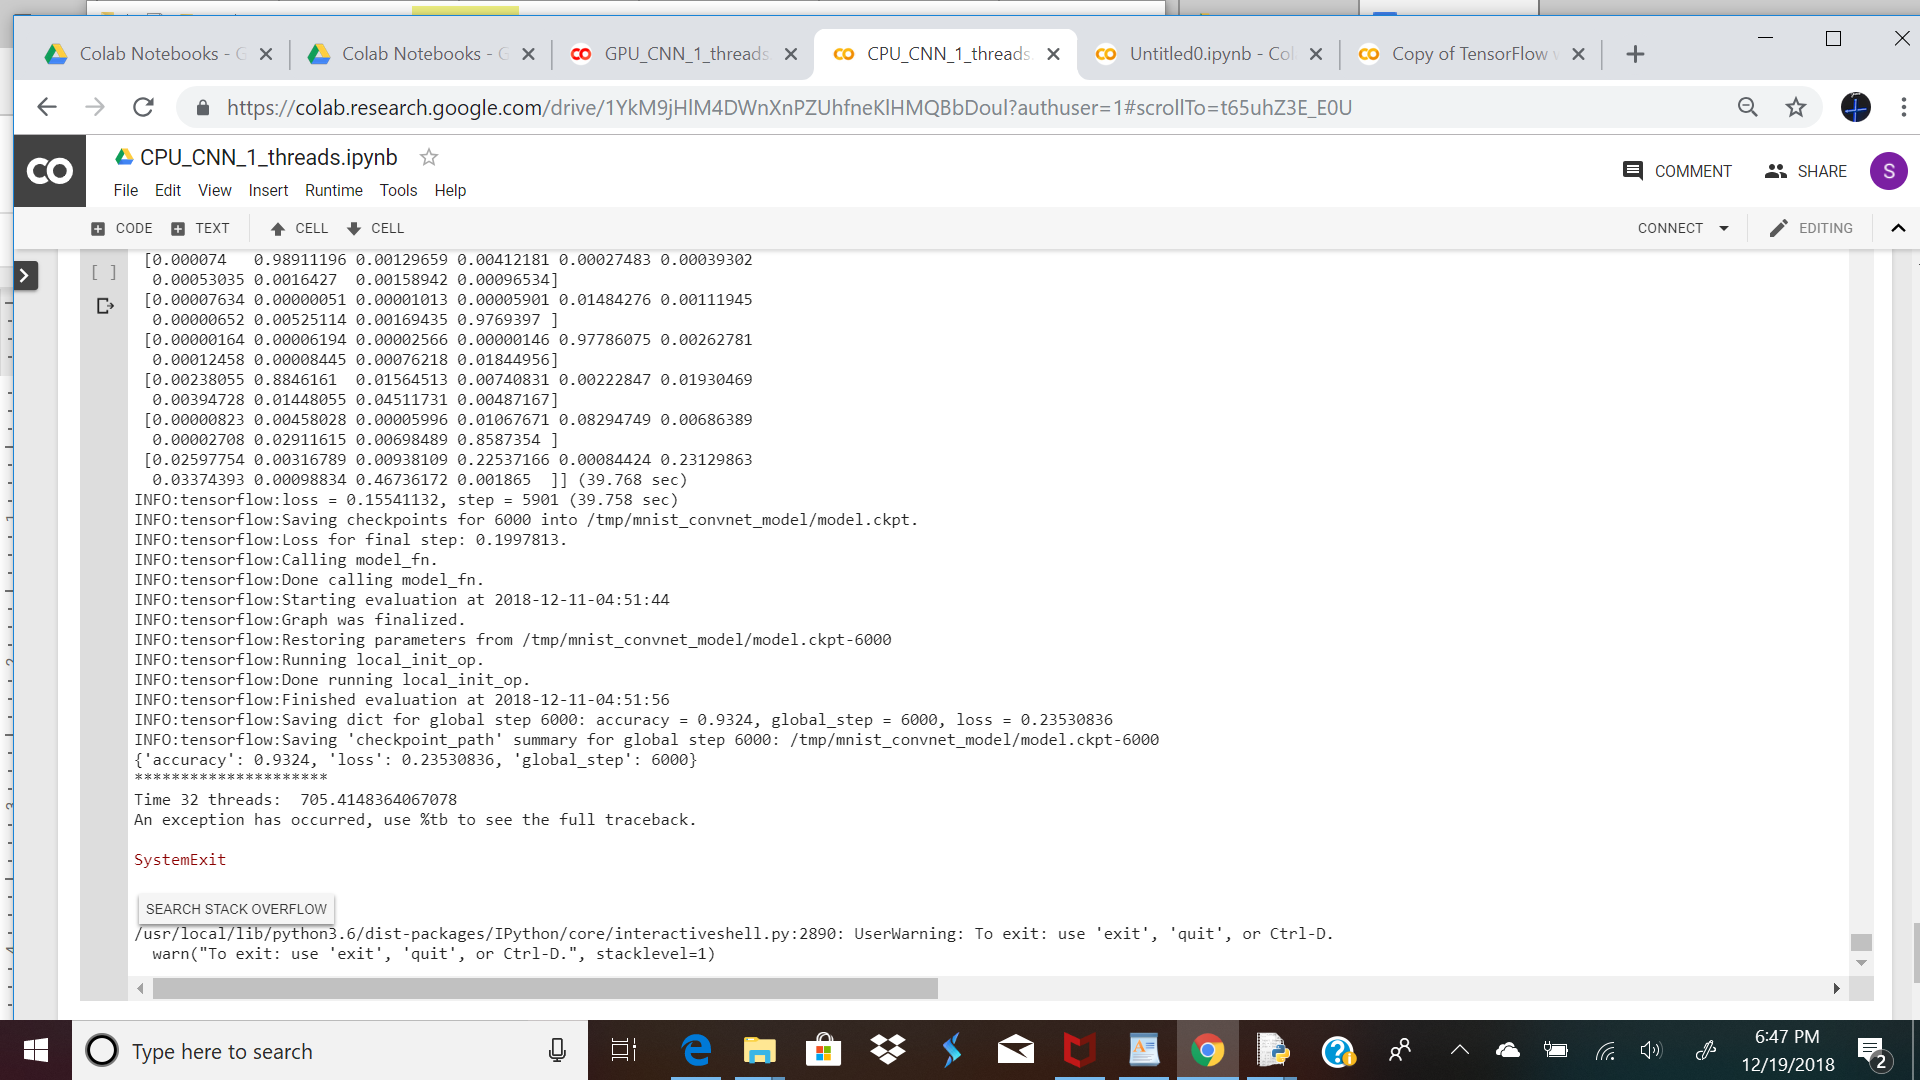 Colab Notebooks - G
Colab Notebooks - G
GPU_CNN_1_threads
CPU_CNN_1_threads.
Untitled0.ipynb - Col
Copy of TensorFlow
https://colab.research.google.com/drive/1YkM9jHlM4DWnXnPZUhfneKlHMQBbDoul?authuser=1#scrollTo=t65uhZ3E_E0U
CO
CPU_CNN_1_threads.ipynb
COMMENT
SHARE
S
File Edit View Insert Runtime Tools Help
CODE TEXT CELL CELL
CONNECT
EDITING
[ ]
[0.000074   0.98911196 0.00129659 0.00412181 0.00027483 0.00039302
0.00053035 0.0016427  0.00158942 0.00096534]
[0.00007634 0.00000051 0.00001013 0.00005901 0.01484276 0.00111945
0.00000652 0.00525114 0.00169435 0.9769397 ]
[0.00000164 0.00006194 0.00002566 0.00000146 0.97786075 0.00262781
0.00012458 0.00008445 0.00076218 0.01844956]
[0.00238055 0.8846161  0.01564513 0.00740831 0.00222847 0.01930469
0.00394728 0.01448055 0.04511731 0.00487167]
[0.00000823 0.00458028 0.00005996 0.01067671 0.08294749 0.00686389
0.00002708 0.02911615 0.00698489 0.8587354 ]
[0.02597754 0.00316789 0.00938109 0.22537166 0.00084424 0.23129863
0.03374393 0.00098834 0.46736172 0.001865  ]] (39.768 sec)
INFO:tensorflow:loss = 0.15541132, step = 5901 (39.758 sec)
INFO:tensorflow:Saving checkpoints for 6000 into /tmp/mnist_convnet_model/model.ckpt.
INFO:tensorflow:Loss for final step: 0.1997813.
INFO:tensorflow:Calling model_fn.
INFO:tensorflow:Done calling model_fn.
INFO:tensorflow:Starting evaluation at 2018-12-11-04:51:44
INFO:tensorflow:Graph was finalized.
INFO:tensorflow:Restoring parameters from /tmp/mnist_convnet_model/model.ckpt-6000
INFO:tensorflow:Running local_init_op.
INFO:tensorflow:Done running local_init_op.
INFO:tensorflow:Finished evaluation at 2018-12-11-04:51:56
INFO:tensorflow:Saving dict for global step 6000: accuracy = 0.9324, global_step = 6000, loss = 0.23530836
INFO:tensorflow:Saving 'checkpoint_path' summary for global step 6000: /tmp/mnist_convnet_model/model.ckpt-6000
{'accuracy': 0.9324, 'loss': 0.23530836, 'global_step': 6000}
*********************
Time 32 threads:  705.4148364067078
An exception has occurred, use %tb to see the full traceback.
SystemExit
SEARCH STACK OVERFLOW
/usr/local/lib/python3.6/dist-packages/IPython/core/interactiveshell.py:2890: UserWarning: To exit: use 'exit', 'quit', or Ctrl-D.
warn("To exit: use 'exit', 'quit', or Ctrl-D.", stacklevel=1)
Type here to search
6:47 PM
12/19/2018
2